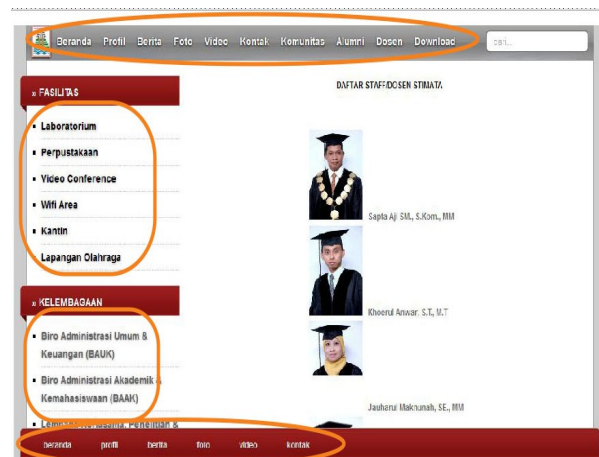 Beranda Profil Berita Foto Video Kontak Komunitas Alumni Dosen Download cari...
» FASILITAS
DAFTAR STAFF/DOSEN STIMATA
Laboratorium
Perpustakaan
Video Conference
Wifi Area
Kantin
Lapangan Olahraga
Sapta Aji SM., S.Kom., MM
» KELEMBAGAAN
Khoerul Anwar, S.T., M.T
Biro Administrasi Umum &
Keuangan (BAUK)
Biro Administrasi Akademik &
Kemahasiswaan (BAAK)
Jauharul Maknunah, SE., MM
Penelitian &
beranda profil berita foto video kontak